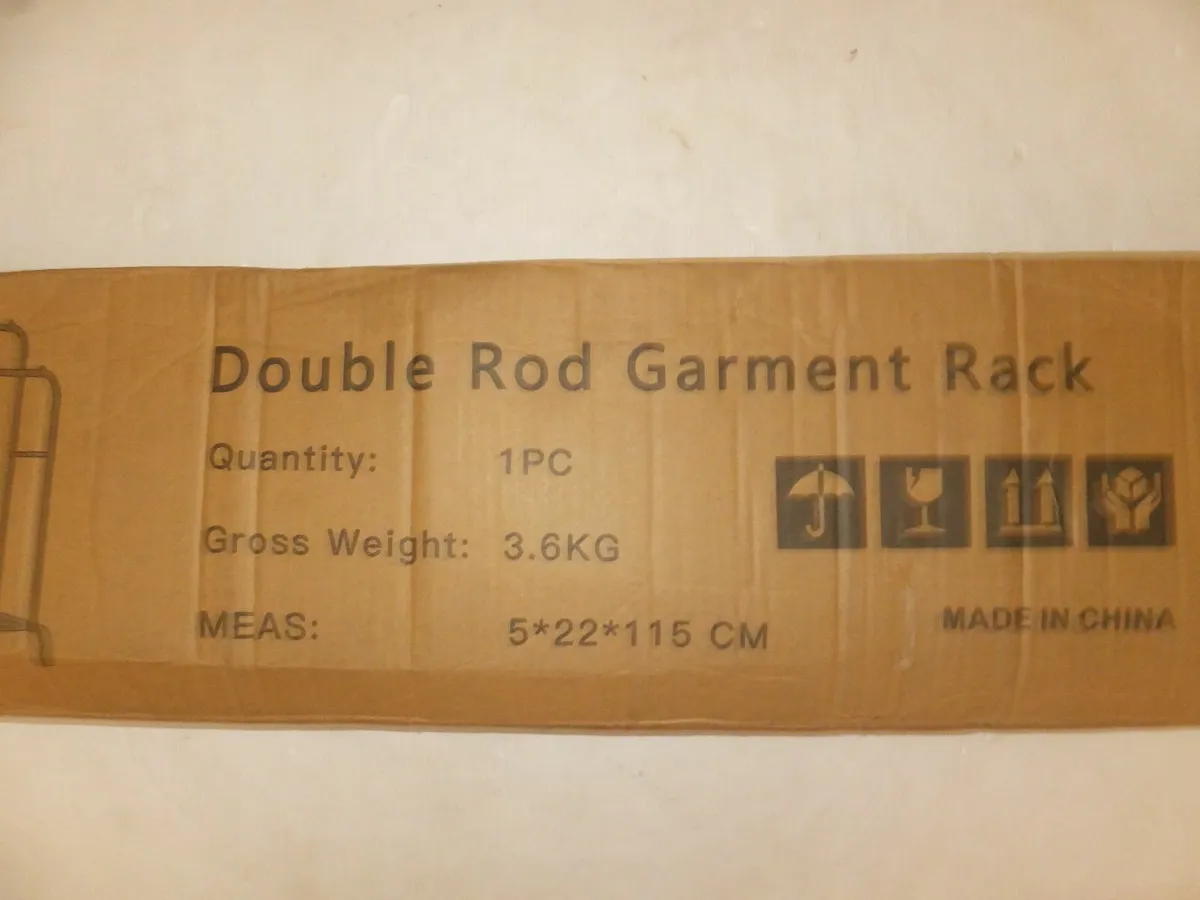 Double Rod Garment Rack
Quantity: 1PC
Gross Weight: 3.6KG
MEAS: 5*22*115 CM
MADE IN CHINA